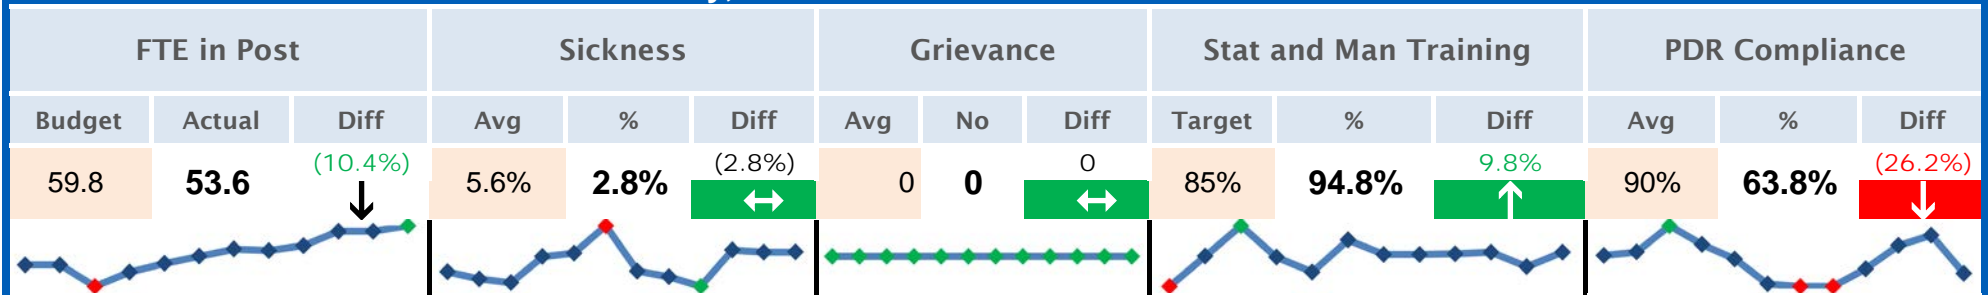 FTE in Post Sickness Grievance Stat and Man Training PDR Compliance
Budget Actual Diff Avg % Diff Avg No Diff Target % Diff Avg % Diff
59.8 53.6 (10.4%) 5.6% 2.8% (2.8%) 0 0 0 85% 94.8% 9.8% 90% 63.8% (26.2%)